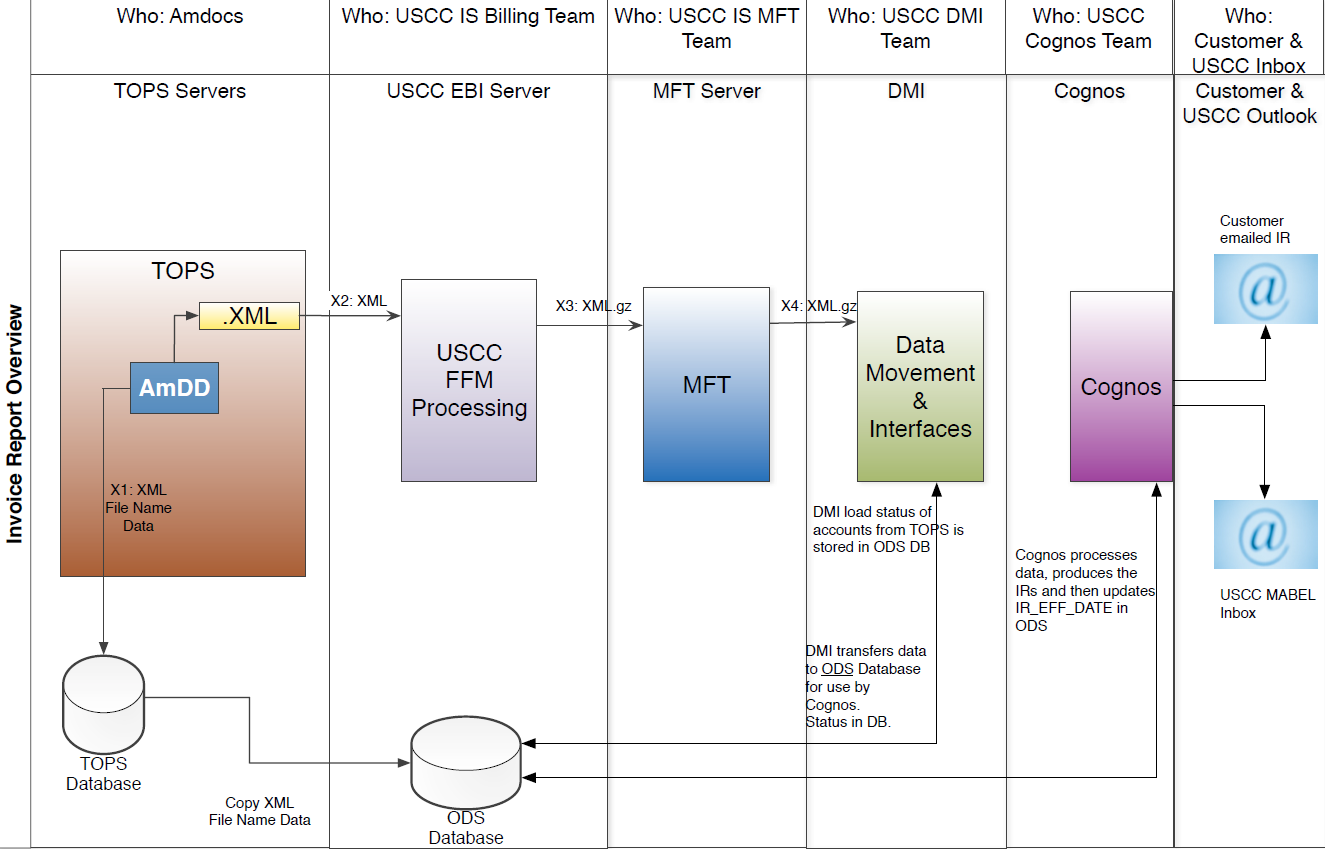 Who: Amdocs
Who: USCC IS Billing Team
Who: USCC IS MFT
Team
Who: USCC DMI
Team
Who: USCC
Cognos Team
Who:
Customer &
USCC Inbox
TOPS Servers
USCC EBI Server
MFT Server
DMI
Cognos
Customer &
USCC Outlook
Invoice Report Overview
TOPS
.XML
AmDD
X1: XML
File Name
Data
X2: XML
USCC
FFM
Processing
X3: XML.gz
MFT
X4: XML.gz
Data
Movement
&
Interfaces
Cognos
Customer
emailed IR
@
@
USCC MABEL
Inbox
DMI load status of
accounts from TOPS is
stored in ODS DB
Cognos processes
data, produces the
IRs and then updates
IR_EFF_DATE in
ODS
DMI transfers data
to ODS Database
for use by
Cognos.
Status in DB.
TOPS
Database
Copy XML
File Name Data
ODS
Database